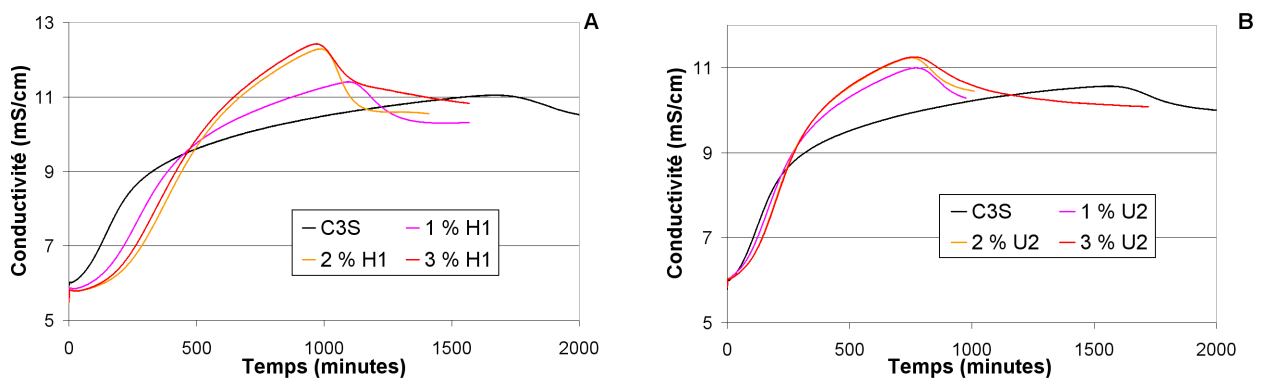 A
Conductivité (mS/cm)
13
11
9
7
5
C3S
1 % H1
2 % H1
3 % H1
0
500
1000
1500
2000
Temps (minutes)
B
Conductivité (mS/cm)
11
9
7
5
C3S
1 % U2
2 % U2
3 % U2
0
500
1000
1500
2000
Temps (minutes)